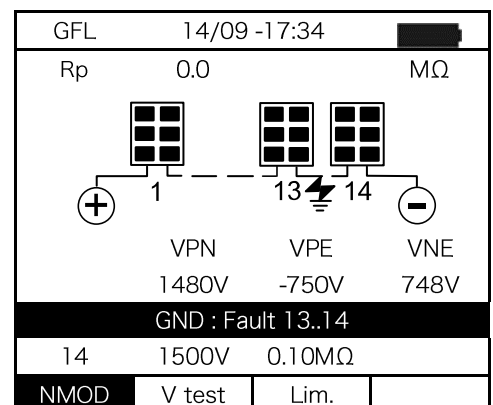 GFL 14/09 -17:34
Rp 0.0 MΩ
1 13 14
+ −
VPN VPE VNE
1480V -750V 748V
GND : Fault 13..14
14 1500V 0.10MΩ
NMOD V test Lim.